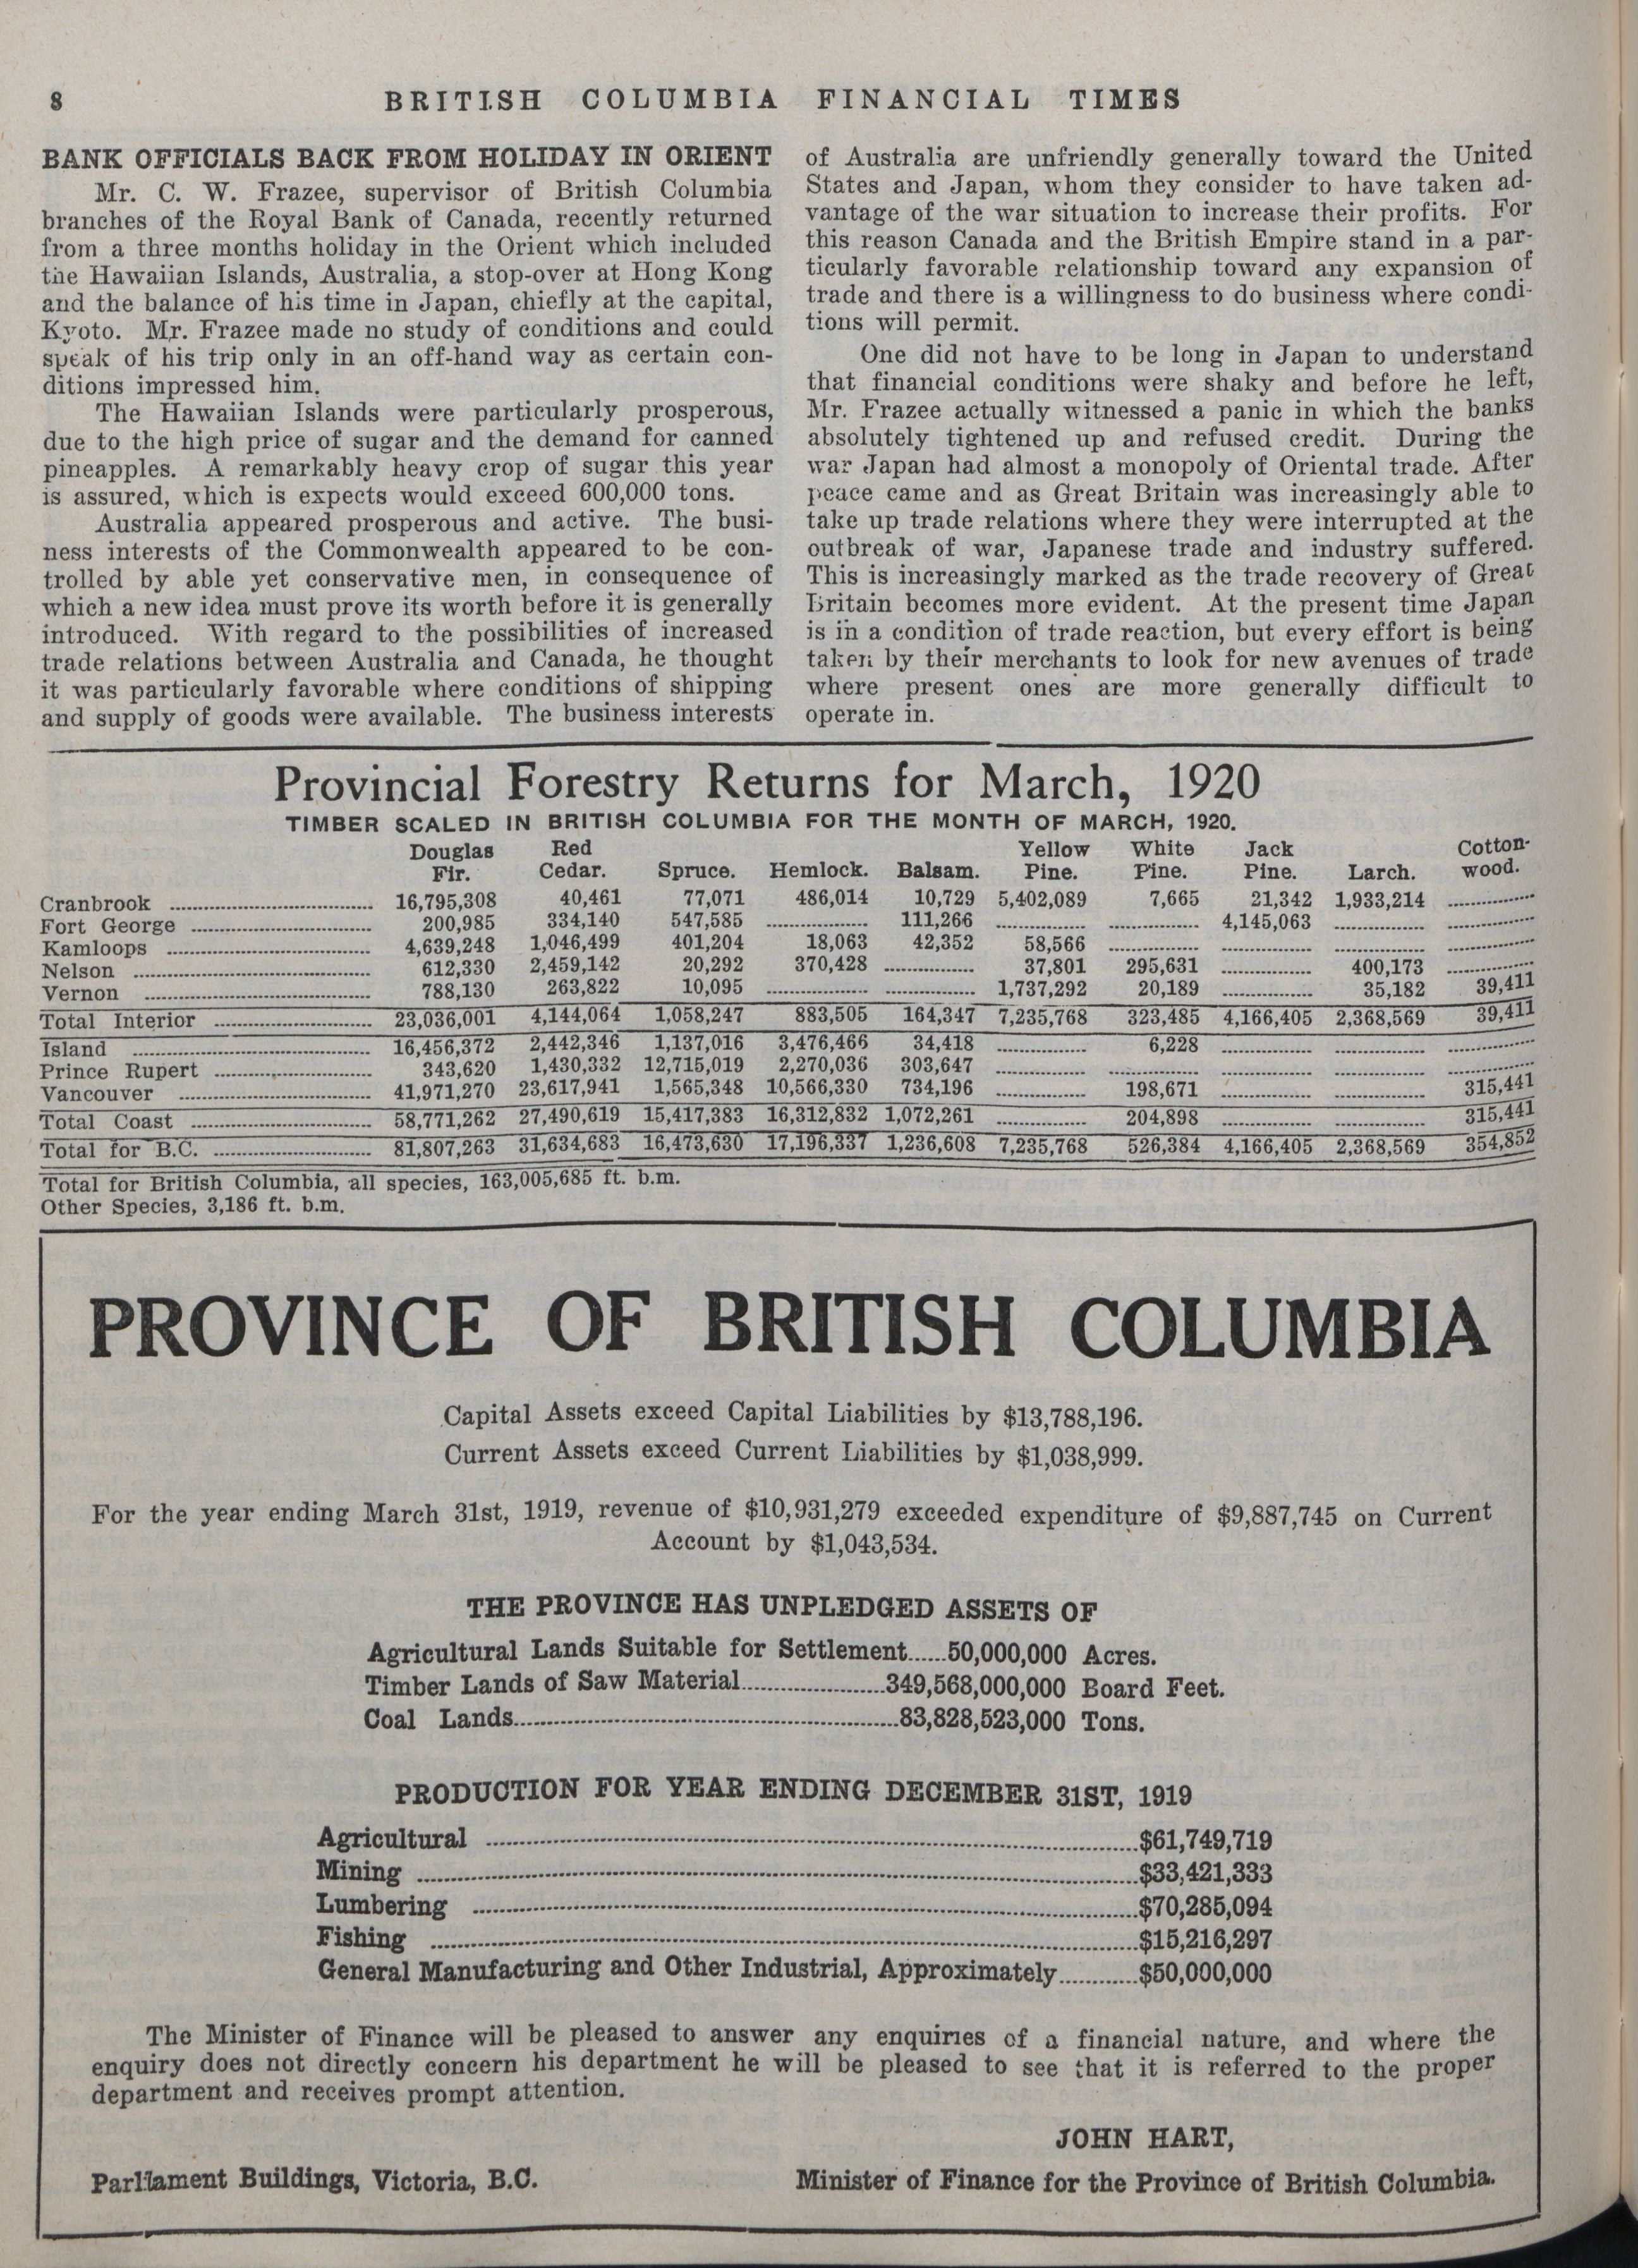 8
BRITISH COLUMBIA FINANCIAL TIMES
BANK OFFICIALS BACK FROM HOLIDAY IN ORIENT
Mr. C. W. Frazee, supervisor of British Columbia
branches of the Royal Bank of Canada, recently returned
from a three months holiday in the Orient which included
the Hawaiian Islands, Australia, a stop-over at Hong Kong
and the balance of his time in Japan, chiefly at the capital,
Kyoto. Mr. Frazee made no study of conditions and could
speak of his trip only in an off-hand way as certain con-
ditions impressed him.
The Hawaiian Islands were particularly prosperous,
due to the high price of sugar and the demand for canned
pineapples. A remarkably heavy crop of sugar this year
is assured, which is expects would exceed 600,000 tons.
Australia appeared prosperous and active. The busi-
ness interests of the Commonwealth appeared to be con-
trolled by able yet conservative men, in consequence of
which a new idea must prove its worth before it is generally
introduced. With regard to the possibilities of increased
trade relations between Australia and Canada, he thought
it was particularly favorable where conditions of shipping
and supply of goods were available. The business interests
of Australia are unfriendly generally toward the United
States and Japan, whom they consider to have taken ad-
vantage of the war situation to increase their profits. For
this reason Canada and the British Empire stand in a par-
ticularly favorable relationship toward any expansion of
trade and there is a willingness to do business where condi-
tions will permit.
One did not have to be long in Japan to understand
that financial conditions were shaky and before he left,
Mr. Frazee actually witnessed a panic in which the banks
absolutely tightened up and refused credit. During the
war Japan had almost a monopoly of Oriental trade. After
peace came and as Great Britain was increasingly able to
take up trade relations where they were interrupted at the
outbreak of war, Japanese trade and industry suffered.
This is increasingly marked as the trade recovery of Great
Britain becomes more evident. At the present time Japan
is in a condition of trade reaction, but every effort is being
taken by their merchants to look for new avenues of trade
where present ones are more generally difficult to
operate in.
Provincial Forestry Returns for March, 1920
TIMBER SCALED IN BRITISH COLUMBIA FOR THE MONTH OF MARCH, 1920.
Douglas Red Yellow White Jack Cotton-
Fir. Cedar. Spruce. Hemlock. Balsam. Pine. Pine. Pine. Larch. wood.
Cranbrook 16,795,308 40,461 77,071 486,014 10,729 5,402,089 7,665 21,342 1,933,214
Fort George 200,985 334,140 547,585 111,266 4,145,063
Kamloops 4,639,248 1,046,499 401,204 18,063 42,352 58,566
Nelson 612,330 2,459,142 20,292 370,428 37,801 295,631 400,173
Vernon 788,130 263,822 10,095 1,737,292 20,189 35,182 39,411
Total Interior 23,036,001 4,144,064 1,058,247 883,505 164,347 7,235,768 323,485 4,166,405 2,368,569 39,411
Island 16,456,372 2,442,346 1,137,016 3,476,466 34,418 6,228
Prince Rupert 343,620 1,430,332 12,715,019 2,270,036 303,647
Vancouver 41,971,270 23,617,941 1,565,348 10,566,330 734,196 198,671 315,441
Total Coast 58,771,262 27,490,619 15,417,383 16,312,832 1,072,261 204,898 315,441
Total for B.C. 81,807,263 31,634,683 16,473,630 17,196,337 1,236,608 7,235,768 526,384 4,166,405 2,368,569 354,852
Total for British Columbia, all species, 163,005,685 ft. b.m.
Other Species, 3,186 ft. b.m.
PROVINCE OF BRITISH COLUMBIA
Capital Assets exceed Capital Liabilities by $13,788,196.
Current Assets exceed Current Liabilities by $1,038,999.
For the year ending March 31st, 1919, revenue of $10,931,279 exceeded expenditure of $9,887,745 on Current
Account by $1,043,534.
THE PROVINCE HAS UNPLEDGED ASSETS OF
Agricultural Lands Suitable for Settlement......50,000,000 Acres.
Timber Lands of Saw Material......349,568,000,000 Board Feet.
Coal Lands......83,828,523,000 Tons.
PRODUCTION FOR YEAR ENDING DECEMBER 31ST, 1919
Agricultural ......$61,749,719
Mining ......$33,421,333
Lumbering ......$70,285,094
Fishing ......$15,216,297
General Manufacturing and Other Industrial, Approximately......$50,000,000
The Minister of Finance will be pleased to answer any enquiries of a financial nature, and where the
enquiry does not directly concern his department he will be pleased to see that it is referred to the proper
department and receives prompt attention.
JOHN HART,
Parliament Buildings, Victoria, B.C. Minister of Finance for the Province of British Columbia.